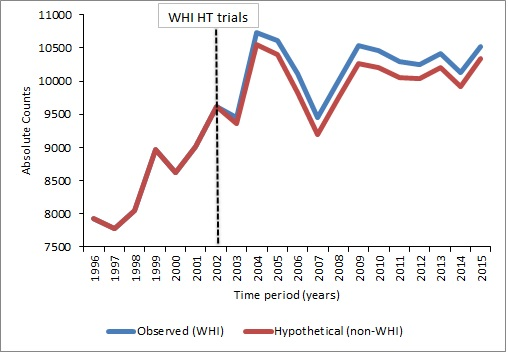 WHI HT trials
11000
10500
10000
9500
9000
8500
8000
7500
Absolute Counts
1996 1997 1998 1999 2000 2001 2002 2003 2004 2005 2006 2007 2008 2009 2010 2011 2012 2013 2014 2015
Time period (years)
Observed (WHI) Hypothetical (non-WHI)